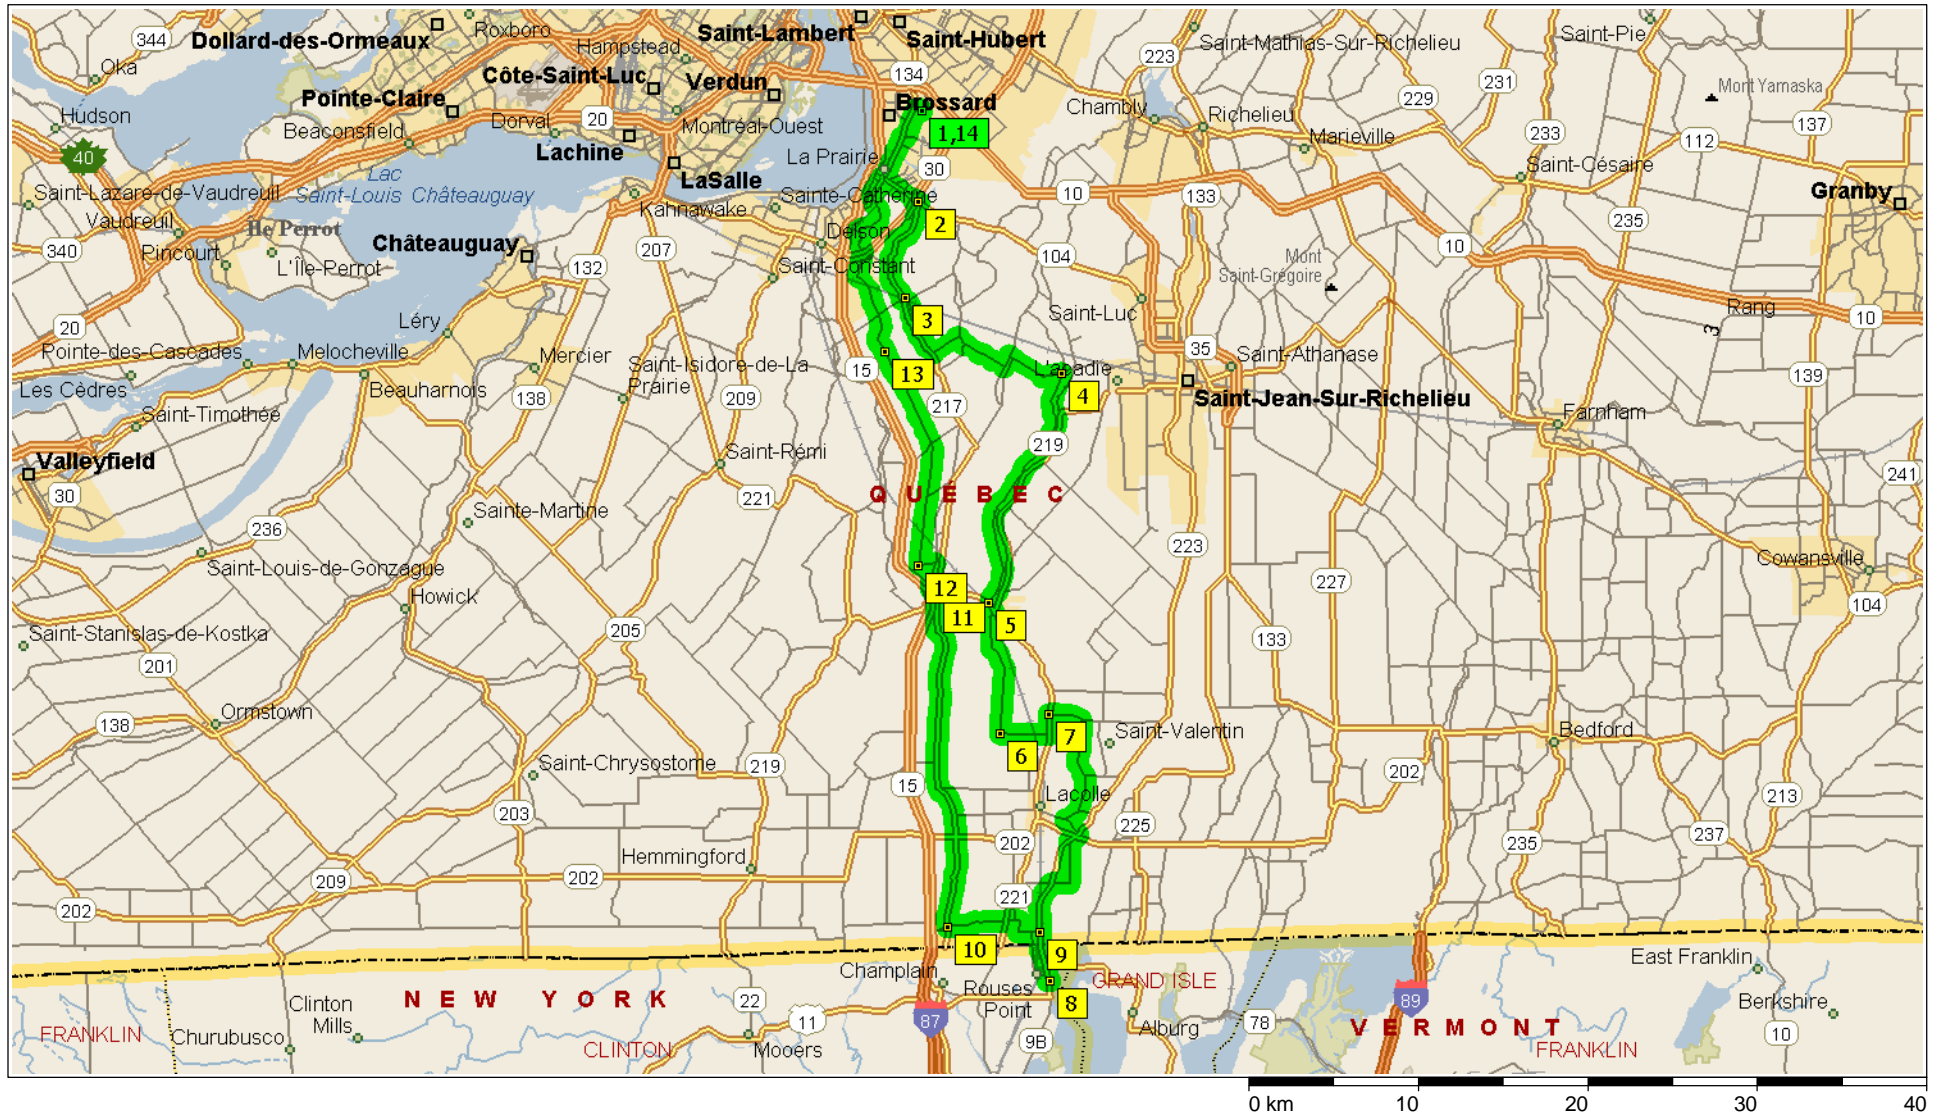 344
Dollard-des-Ormeaux
Roxboro
Hampstead
Saint-Lambert
Saint-Hubert
223
Saint-Mathias-Sur-Richelieu
Saint-Pie
Oka
Côte-Saint-Luc
Verdun
134
231
Mont Yamaska
Hudson
Pointe-Claire
Brossard
Chambly
Richelieu
229
233
137
Beaconsfield
Dorval
20
Montréal-Ouest
1,14
Marieville
112
40
Lachine
La Prairie
30
Saint-Césaire
Lac
Saint-Louis
Châteauguay
LaSalle
Saint-Lazare-de-Vaudreuil
Kahnawake
Sainte-Catherine
10
133
Granby
Vaudreuil
Île Perrot
2
235
340
Pincourt
L'Île-Perrot
Châteauguay
132
207
Delson
Saint-Constant
104
Mont
Saint-Grégoire
10
20
Léry
3
Saint-Luc
Rang
3
10
Pointe-des-Cascades
Melocheville
Mercier
Saint-Isidore-de-La
Prairie
15
13
L'acadie
35
Saint-Athanase
Les Cèdres
Beauharnois
138
209
217
4
Saint-Jean-Sur-Richelieu
139
Saint-Timothée
Farnham
Valleyfield
Saint-Rémi
219
241
30
221
QUÉBEC
236
Sainte-Martine
223
Saint-Louis-de-Gonzague
Howick
12
227
Cowansville
Saint-Stanislas-de-Kostka
205
11
5
133
104
201
138
Ormstown
7
Saint-Valentin
Bedford
6
Saint-Chrysostome
219
15
202
203
Lacolle
213
225
Hemmingford
202
235
237
209
202
221
202
10
9
East Franklin
Champlain
GRAND ISLE
NEW YORK
Rouses
Point
8
89
Berkshire
Clinton
Mills
22
FRANKLIN
Churubusco
11
87
Alburg
78
VERMONT
CLINTON
Mooers
9B
FRANKLIN
10
0 km
10
20
30
40